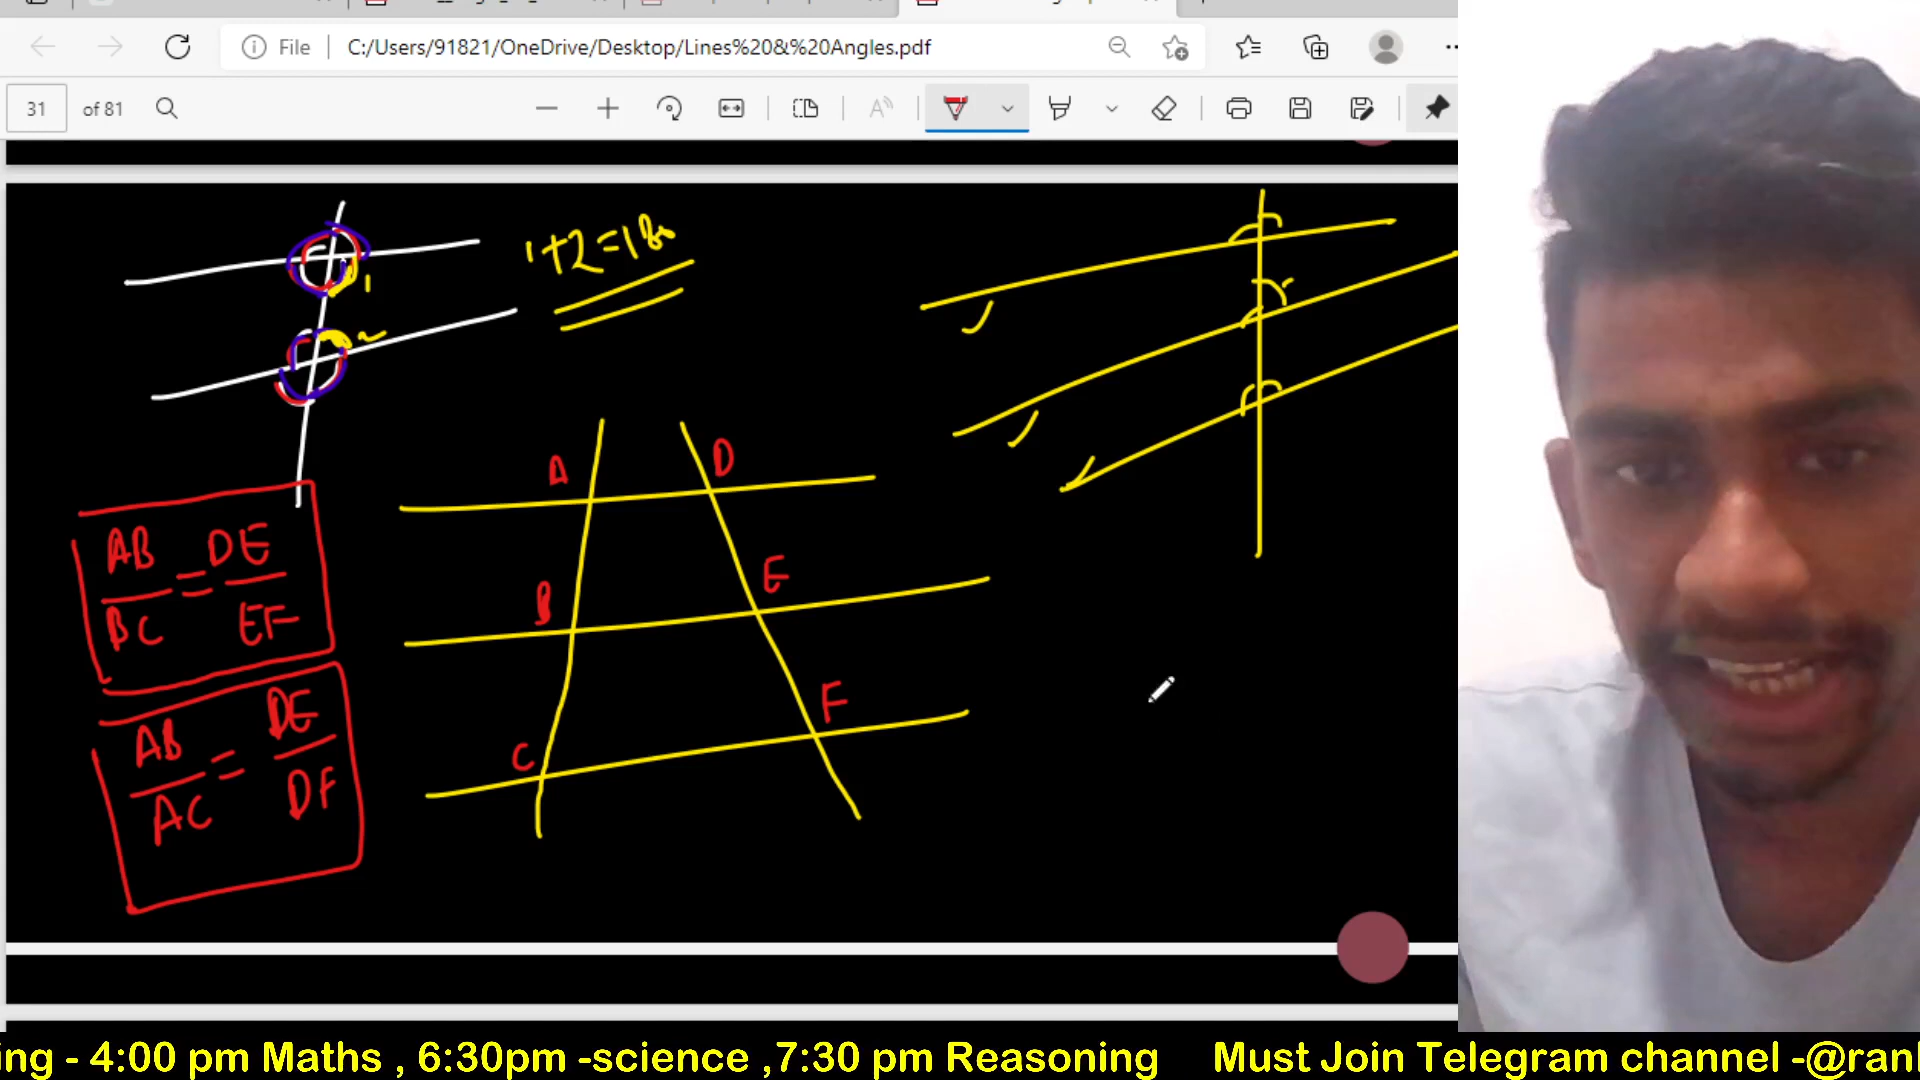 File C:/Users/91821/OneDrive/Desktop/Lines%20&%20Angles.pdf
31 of 81
1+2=180
1
2
A D
B E
C F
AB/BC = DE/EF
AB/AC = DE/DF
ing - 4:00 pm Maths , 6:30pm -science ,7:30 pm Reasoning Must Join Telegram channel -@ran